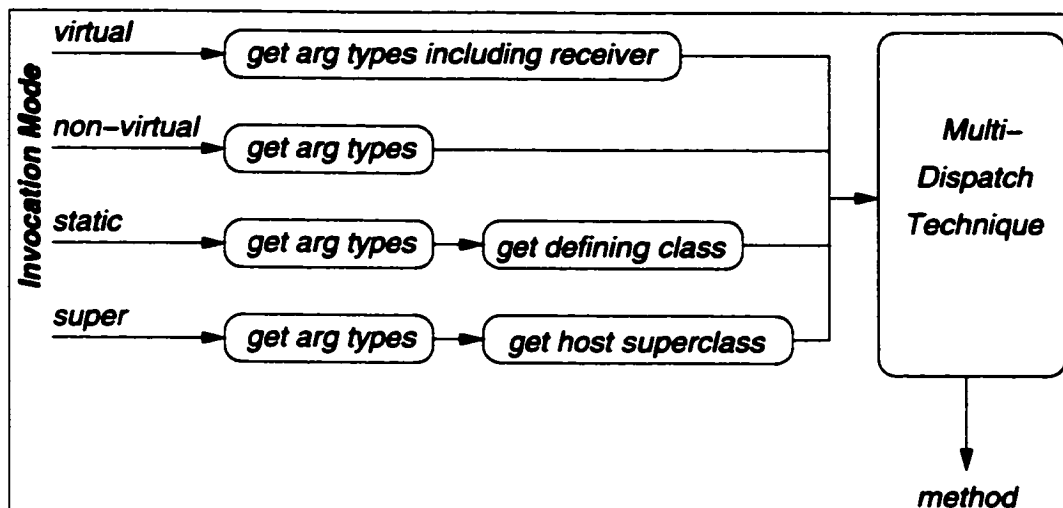 Invocation Mode
virtual
get arg types including receiver
non-virtual
get arg types
static
get arg types
get defining class
super
get arg types
get host superclass
Multi-
Dispatch
Technique
method